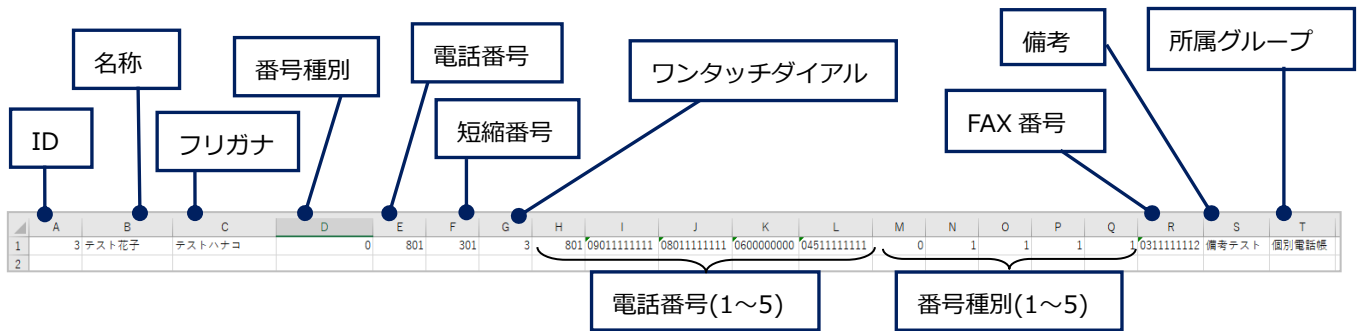 備考
所属グループ
名称
電話番号
番号種別
ワンタッチダイアル
ID
フリガナ
短縮番号
FAX 番号
A B C D E F G H I J K L M N O P Q R S T
1 3 テスト花子 テストハナコ 0 801 301 3 801 09011111111 08011111111 0600000000 04511111111 0 1 1 1 1 0311111112 備考テスト 個別電話帳
2
電話番号(1～5)
番号種別(1～5)